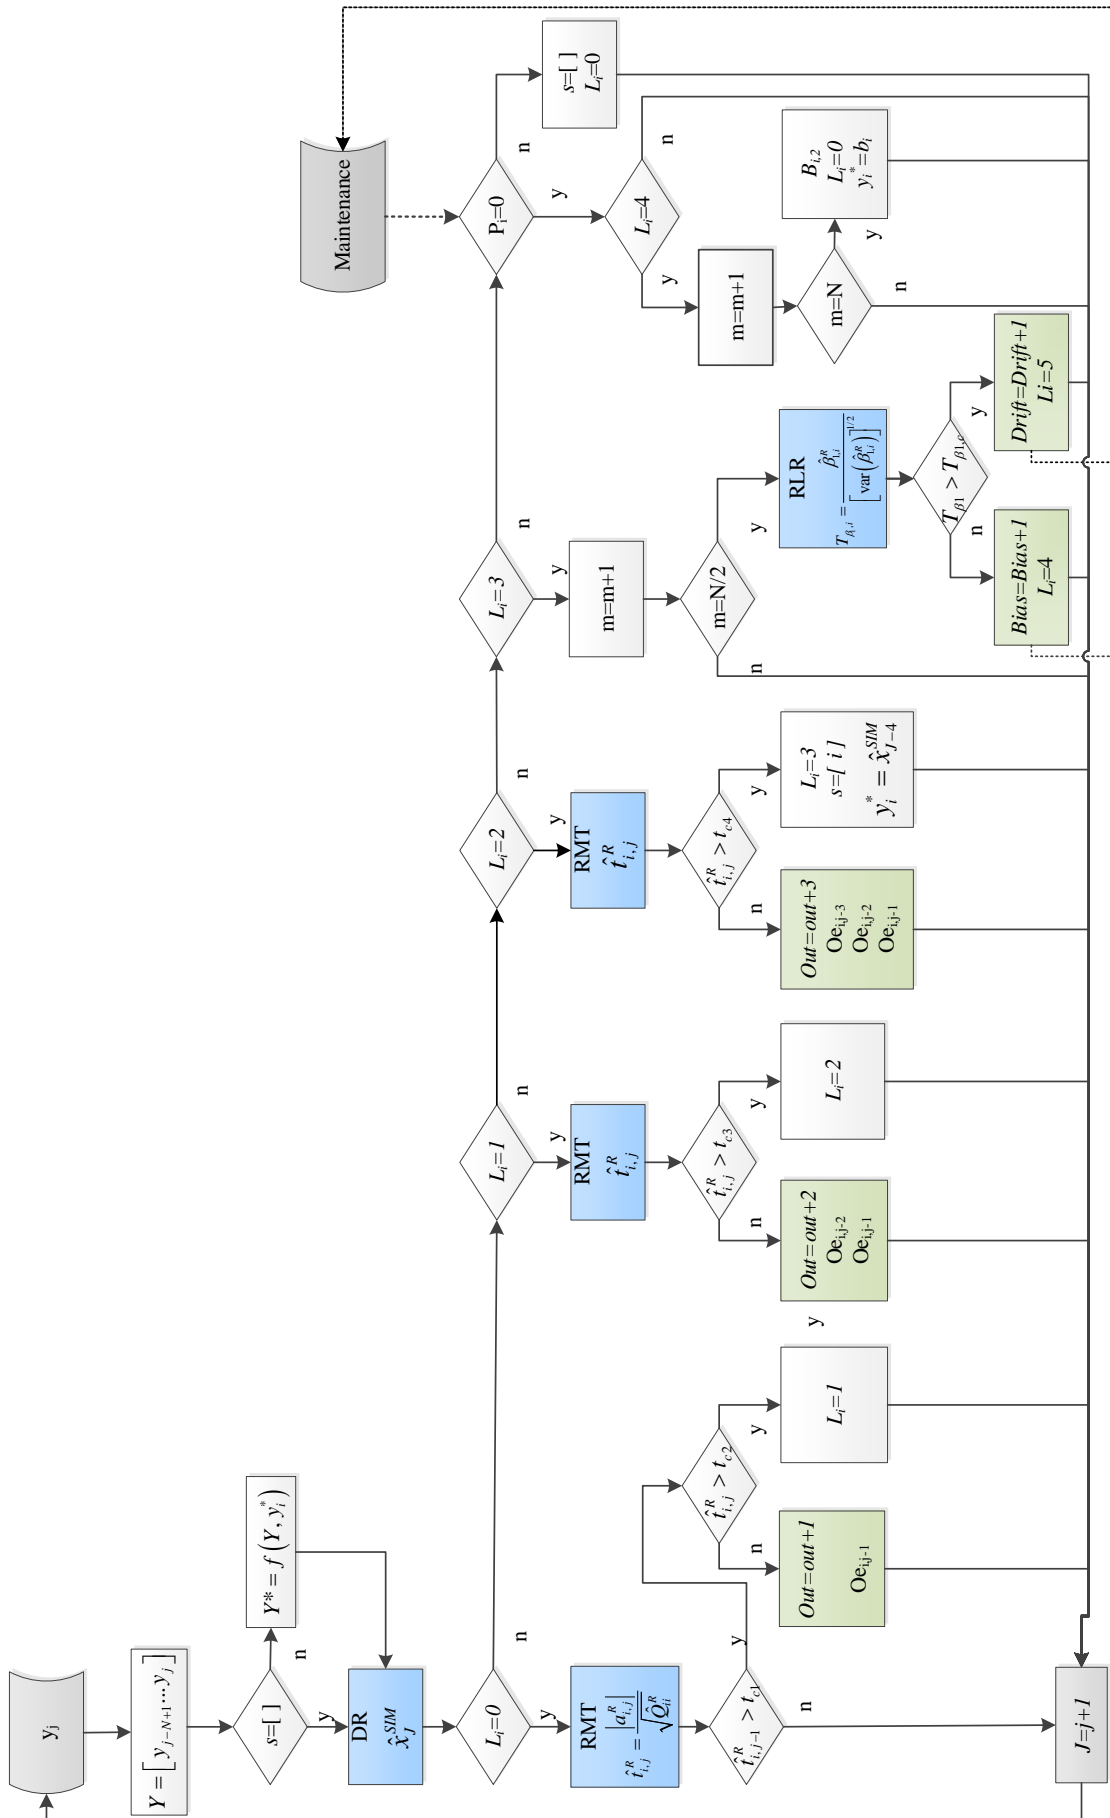 y_j
Y = [y_{j-N+1} ... y_j]
s=[ ]
n
Y* = f (Y, y_i^*)
y
DR
x̂_J^{SIM}
L_i=0
n
y
RMT
t̂_{i,j}^R = |a_{i,j}^R| / √Q̂_{ii}^R
t̂_{i,j-1}^R > t_{c1}
y
n
t̂_{i,j}^R > t_{c2}
n
y
Out=out+1
Oe_{i,j-1}
L_i=1
y
L_i=1
n
y
RMT
t̂_{i,j}^R
t̂_{i,j}^R > t_{c3}
n
y
Out=out+2
Oe_{i,j-2}
Oe_{i,j-1}
L_i=2
L_i=2
n
y
RMT
t̂_{i,j}^R
t̂_{i,j}^R > t_{c4}
n
y
Out=out+3
Oe_{i,j-3}
Oe_{i,j-2}
Oe_{i,j-1}
L_i=3
s=[ i ]
y_i^* = x̂_{J-4}^{SIM}
L_i=3
n
y
m=m+1
m=N/2
n
y
RLR
T_{β_1,i} = β̂_{1,i}^R / [var(β̂_{1,i}^R)]^{1/2}
T_{β1} > T_{β1,c}
n
y
Bias=Bias+1
L_i=4
Drift=Drift+1
Li=5
Maintenance
P_i=0
n
y
s=[ ]
L_i=0
L_i=4
n
y
m=m+1
m=N
y
n
B_{i,2}
L_i=0
y_i^*=b_i
J=j+1